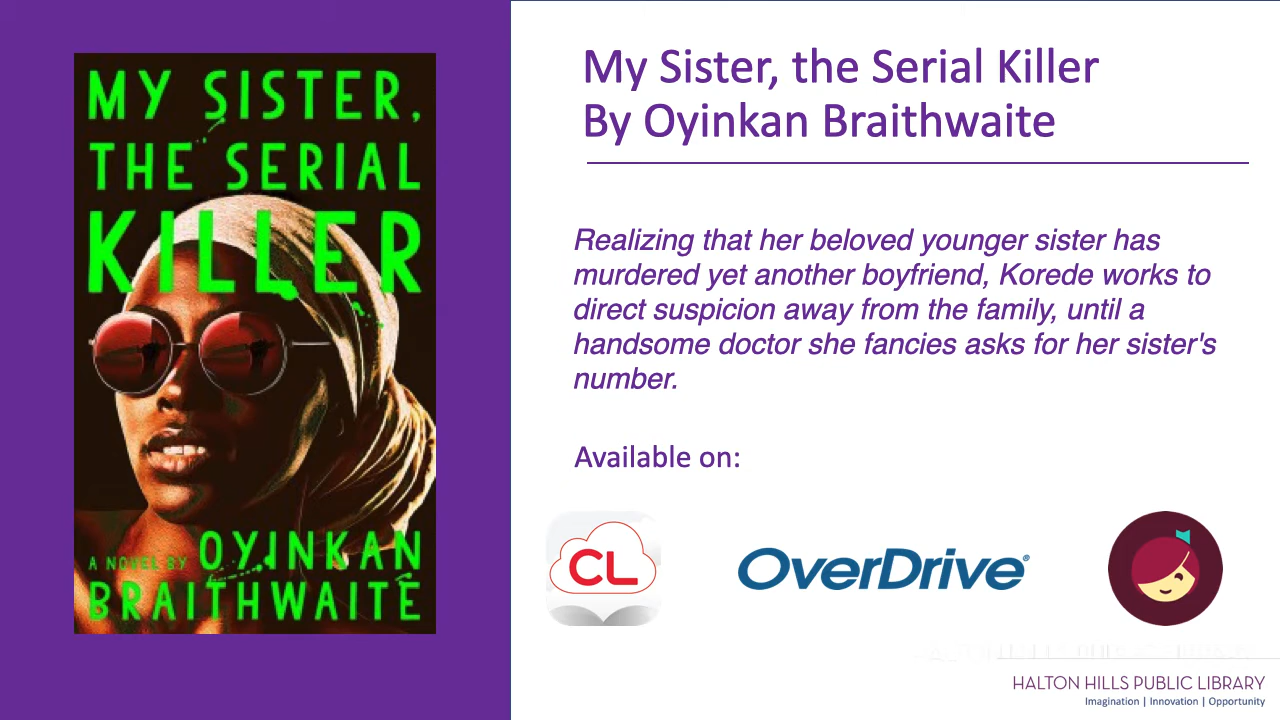 MY SISTER,
THE SERIAL
KILLER
A NOVEL BY OYINKAN
BRAITHWAITE
My Sister, the Serial Killer
By Oyinkan Braithwaite
Realizing that her beloved younger sister has
murdered yet another boyfriend, Korede works to
direct suspicion away from the family, until a
handsome doctor she fancies asks for her sister's
number.
Available on:
CL
OverDrive®
HALTON HILLS PUBLIC LIBRARY
Imagination | Innovation | Opportunity